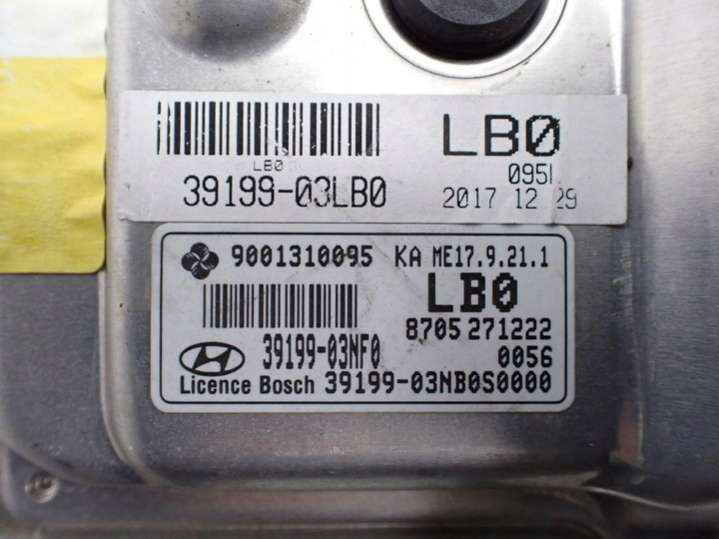 LB0
LB0
39199-03LB0
095
2017 12 29
9001310095 KA ME17.9.21.1
LB0
8705 271222
39199-03NF0
0056
Licence Bosch 39199-03NB0S0000